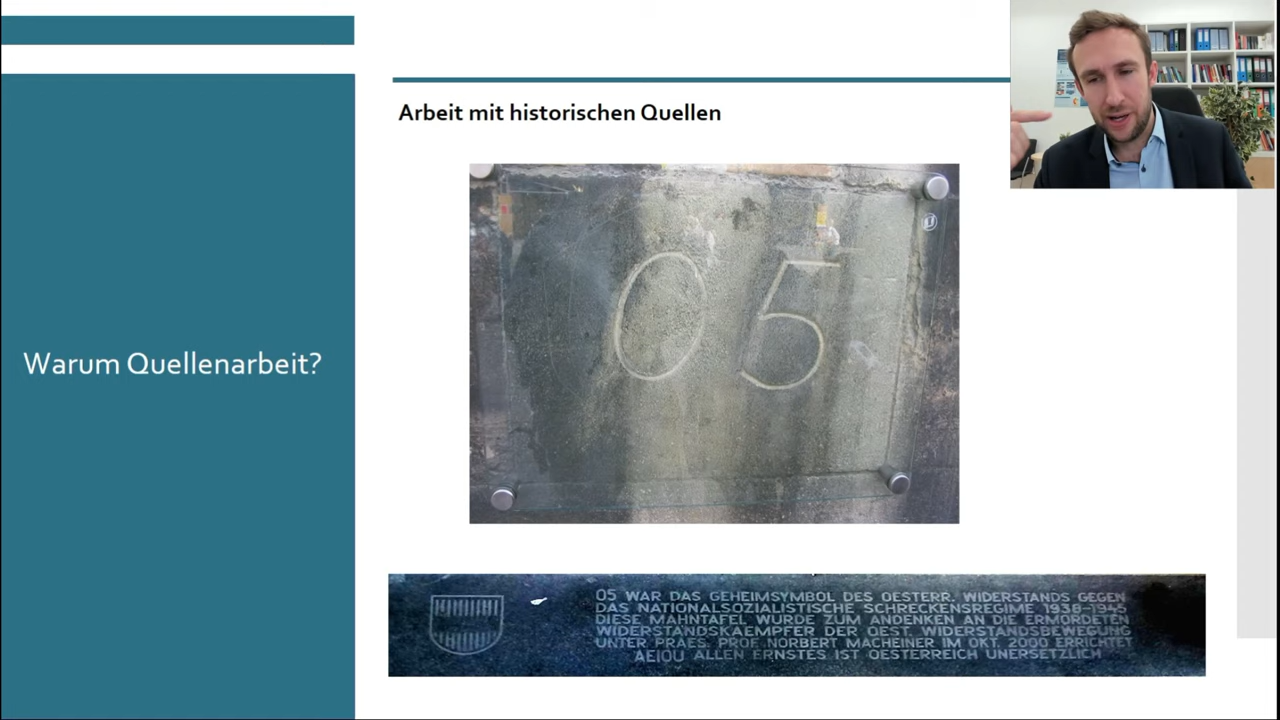 Arbeit mit historischen Quellen
Warum Quellenarbeit?
O5
O5 WAR DAS GEHEIMSYMBOL DES OESTERR. WIDERSTANDS GEGEN
DAS NATIONALSOZIALISTISCHE SCHRECKENSREGIME 1938-1945
DIESE MAHNTAFEL WURDE ZUM ANDENKEN AN DIE ERMORDETEN
WIDERSTANDSKAEMPFER DER OEST. WIDERSTANDSBEWEGUNG
UNTER PRAES. PROF. NORBERT MACHEINER IM OKT. 2000 ERRICHTET
AEIOU ALLEN ERNSTES IST OESTERREICH UNERSETZLICH